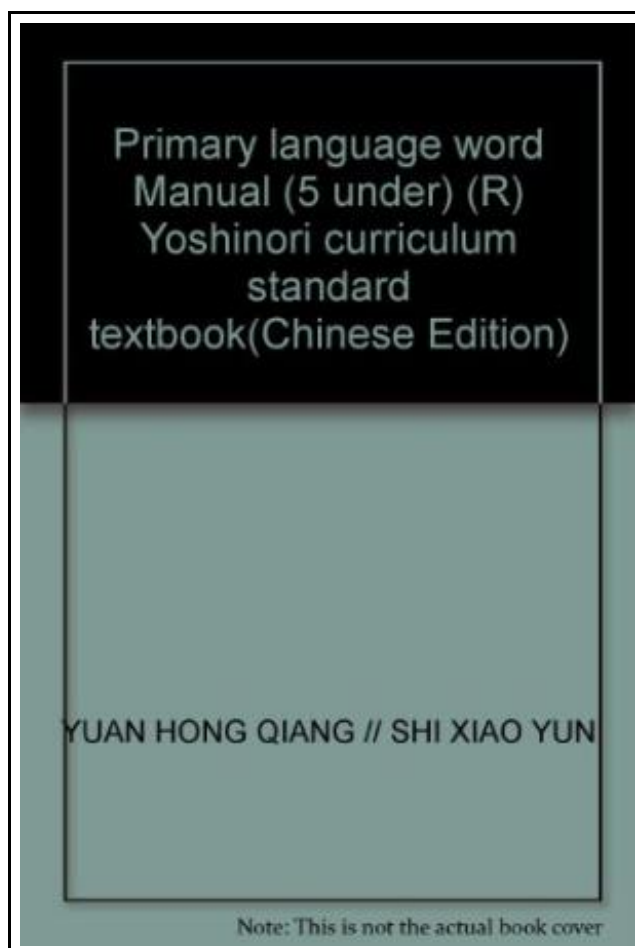 Primary language word
Manual (5 under) (R)
Yoshinori curriculum
standard
textbook(Chinese Edition)
YUAN HONG QIANG // SHI XIAO YUN
Note: This is not the actual book cover